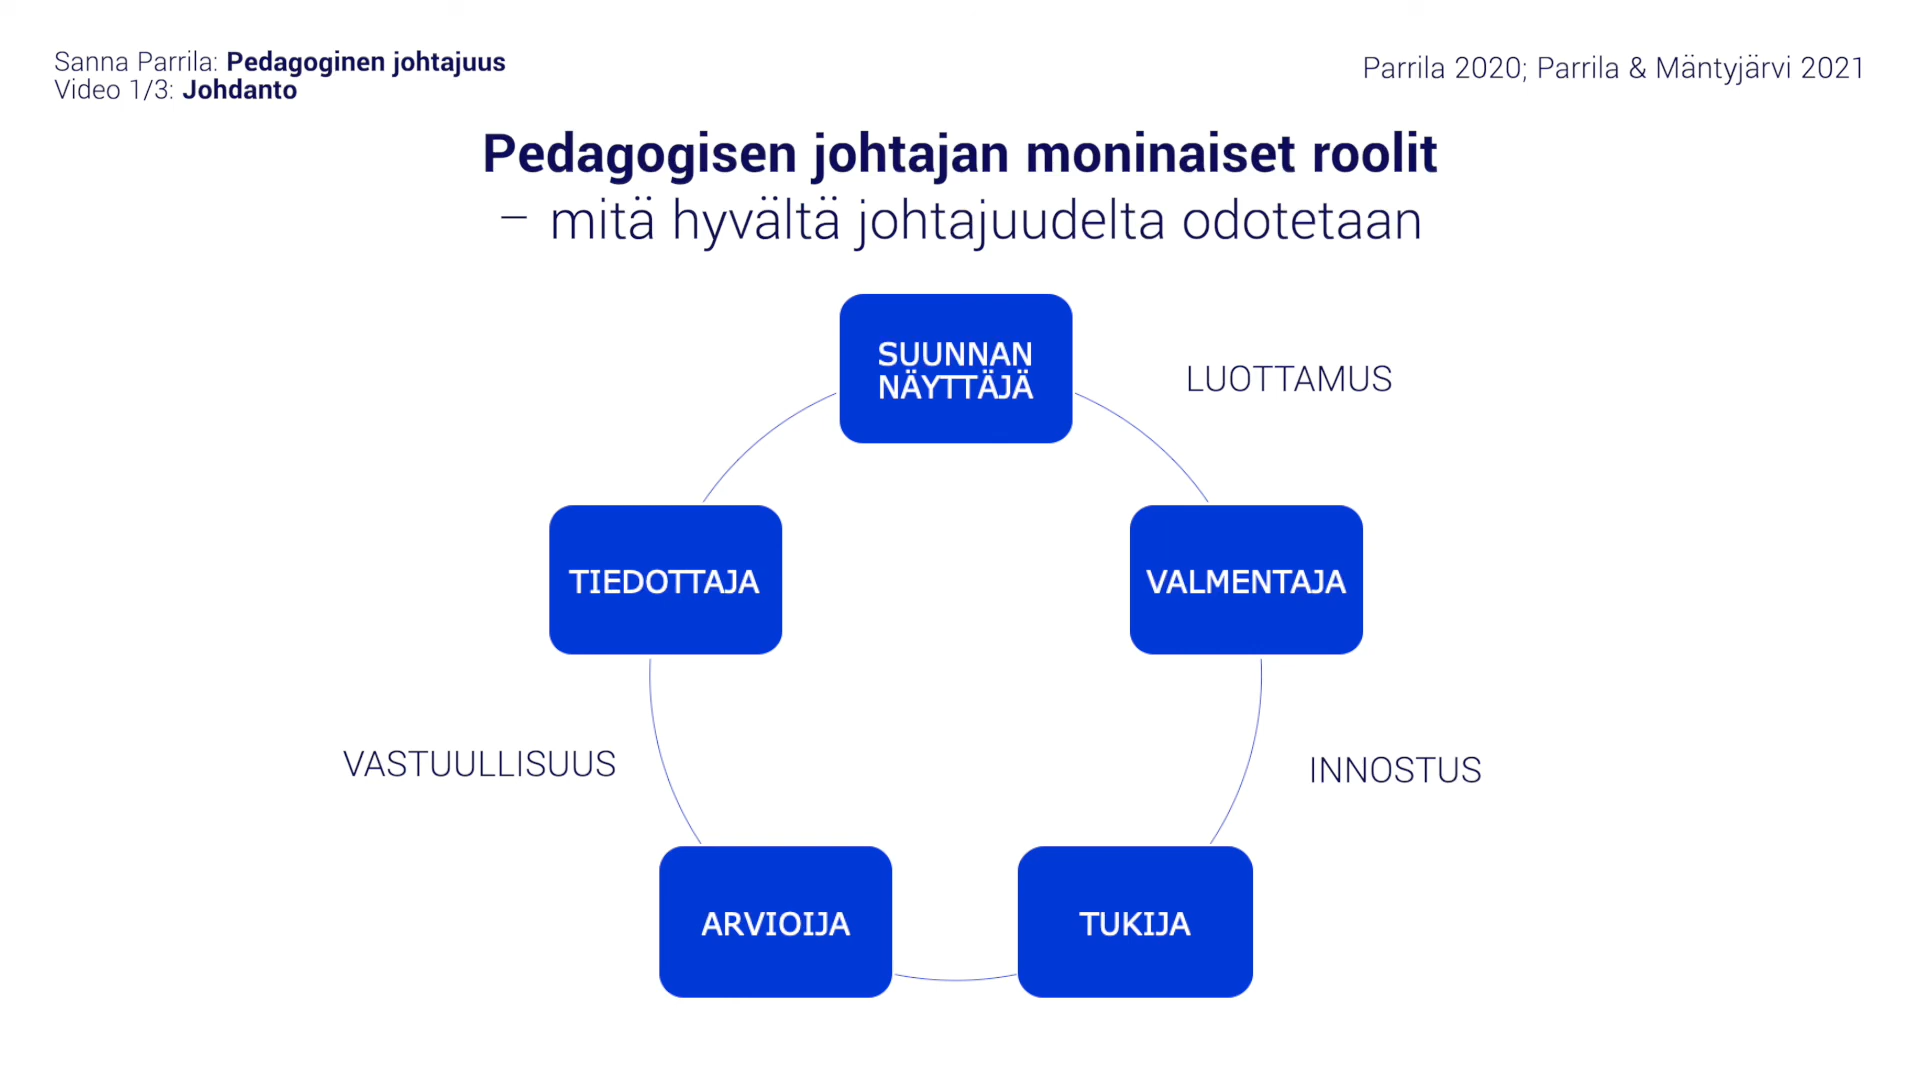 Sanna Parrila: Pedagoginen johtajuus
Video 1/3: Johdanto
Parrila 2020; Parrila & Mäntyjärvi 2021
Pedagogisen johtajan moninaiset roolit
– mitä hyvältä johtajuudelta odotetaan
SUUNNAN
NÄYTTÄJÄ
LUOTTAMUS
TIEDOTTAJA
VALMENTAJA
VASTUULLISUUS
INNOSTUS
ARVIOIJA
TUKIJA